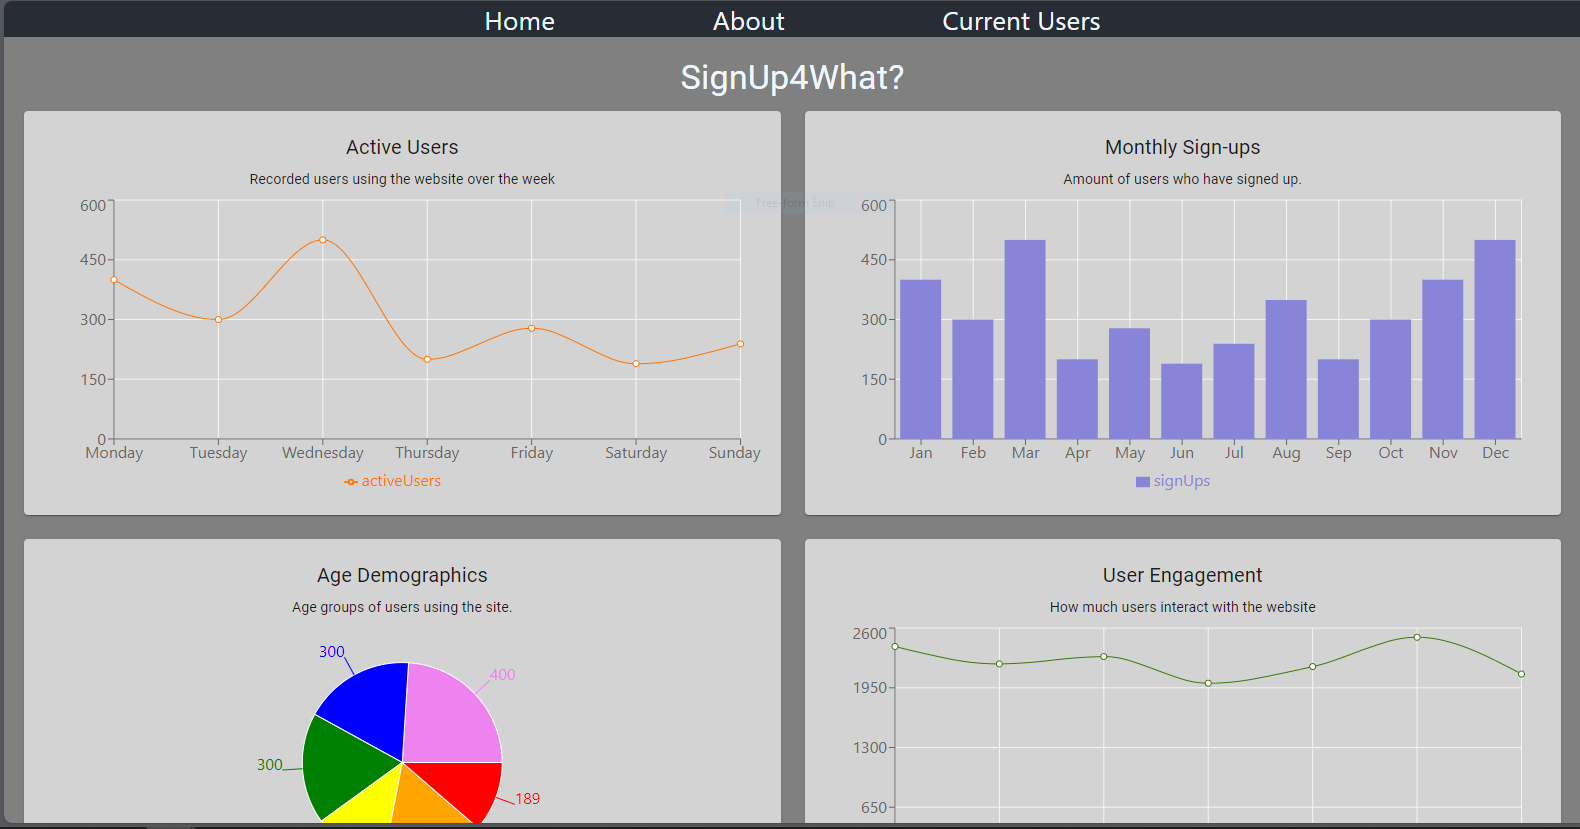 Home About Current Users
SignUp4What?
Active Users
Recorded users using the website over the week
600
450
300
150
0
Monday Tuesday Wednesday Thursday Friday Saturday Sunday
activeUsers
Free-form Snip
Monthly Sign-ups
Amount of users who have signed up.
600
450
300
150
0
Jan Feb Mar Apr May Jun Jul Aug Sep Oct Nov Dec
signUps
Age Demographics
Age groups of users using the site.
300
400
300
189
User Engagement
How much users interact with the website
2600
1950
1300
650